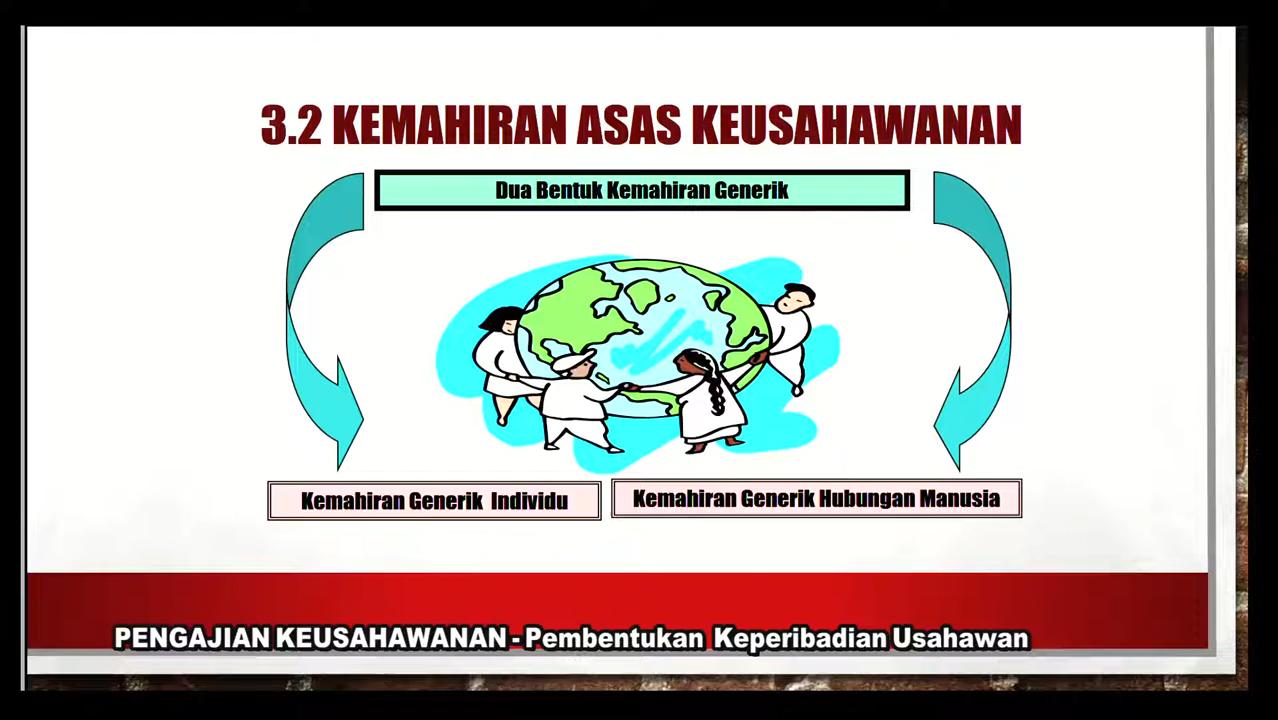 3.2 KEMAHIRAN ASAS KEUSAHAWANAN
Dua Bentuk Kemahiran Generik
Kemahiran Generik Individu
Kemahiran Generik Hubungan Manusia
PENGAJIAN KEUSAHAWANAN - Pembentukan Keperibadian Usahawan